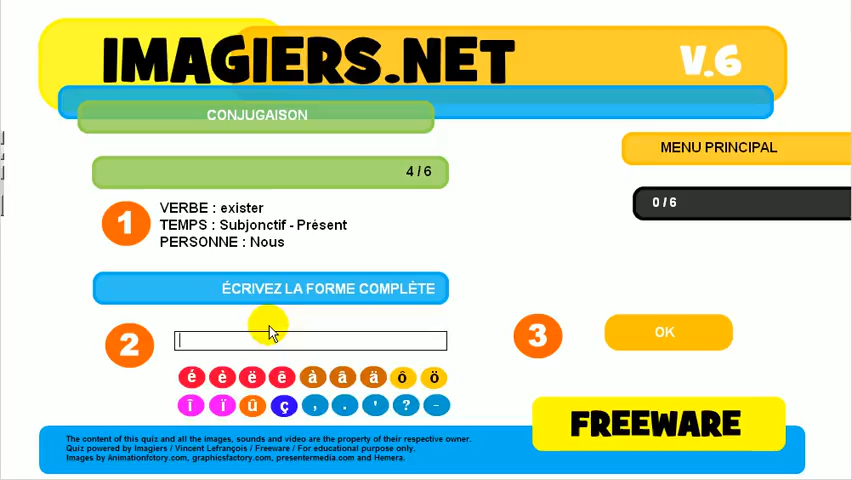 IMAGIERS.NET
V.6
CONJUGAISON
MENU PRINCIPAL
4 / 6
0 / 6
1
VERBE : exister
TEMPS : Subjonctif - Présent
PERSONNE : Nous
ÉCRIVEZ LA FORME COMPLÈTE
2
3
OK
é è ë ê à â ä ô ö
î ï û ç , . ' ? -
FREEWARE
The content of this quiz and all the images, sounds and video are the property of their respective owner.
Quiz powered by Imagiers / Vincent Lefrançois / Freeware / For educational purpose only.
Images by Animationfctory.com, graphicsfactory.com, presentermedia.com and Hemera.